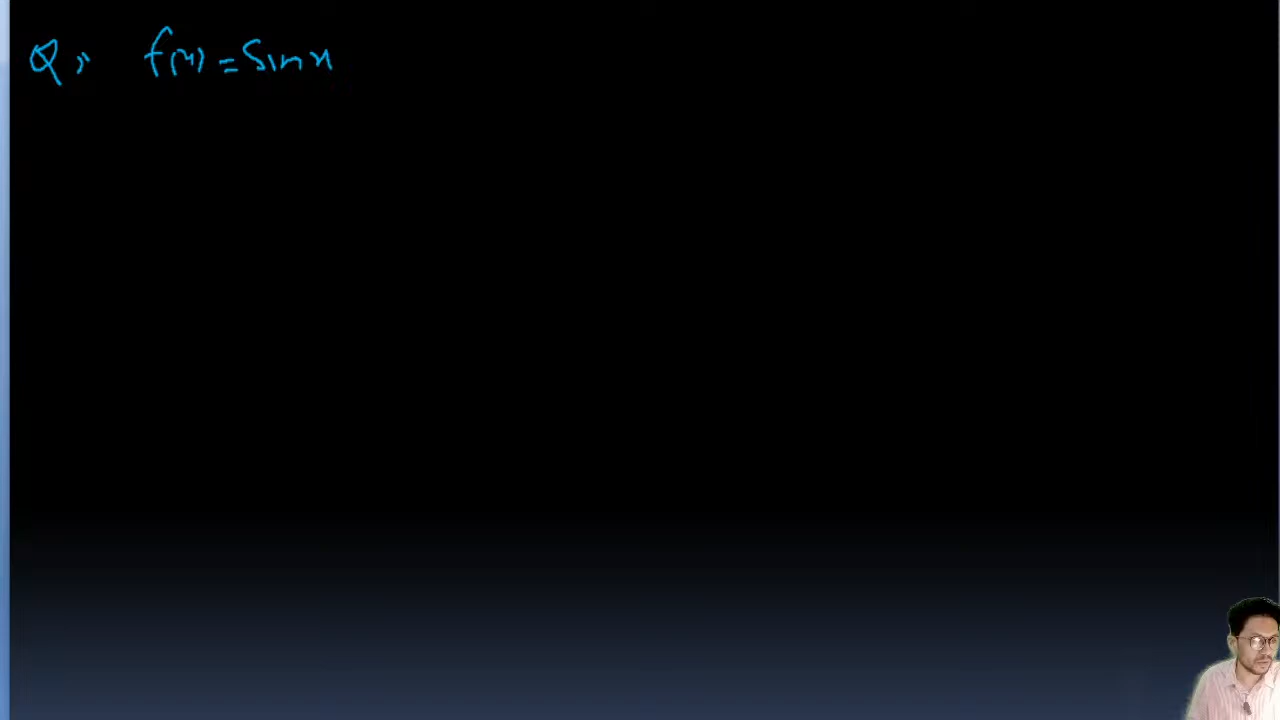 Q: f(x) = Sin x